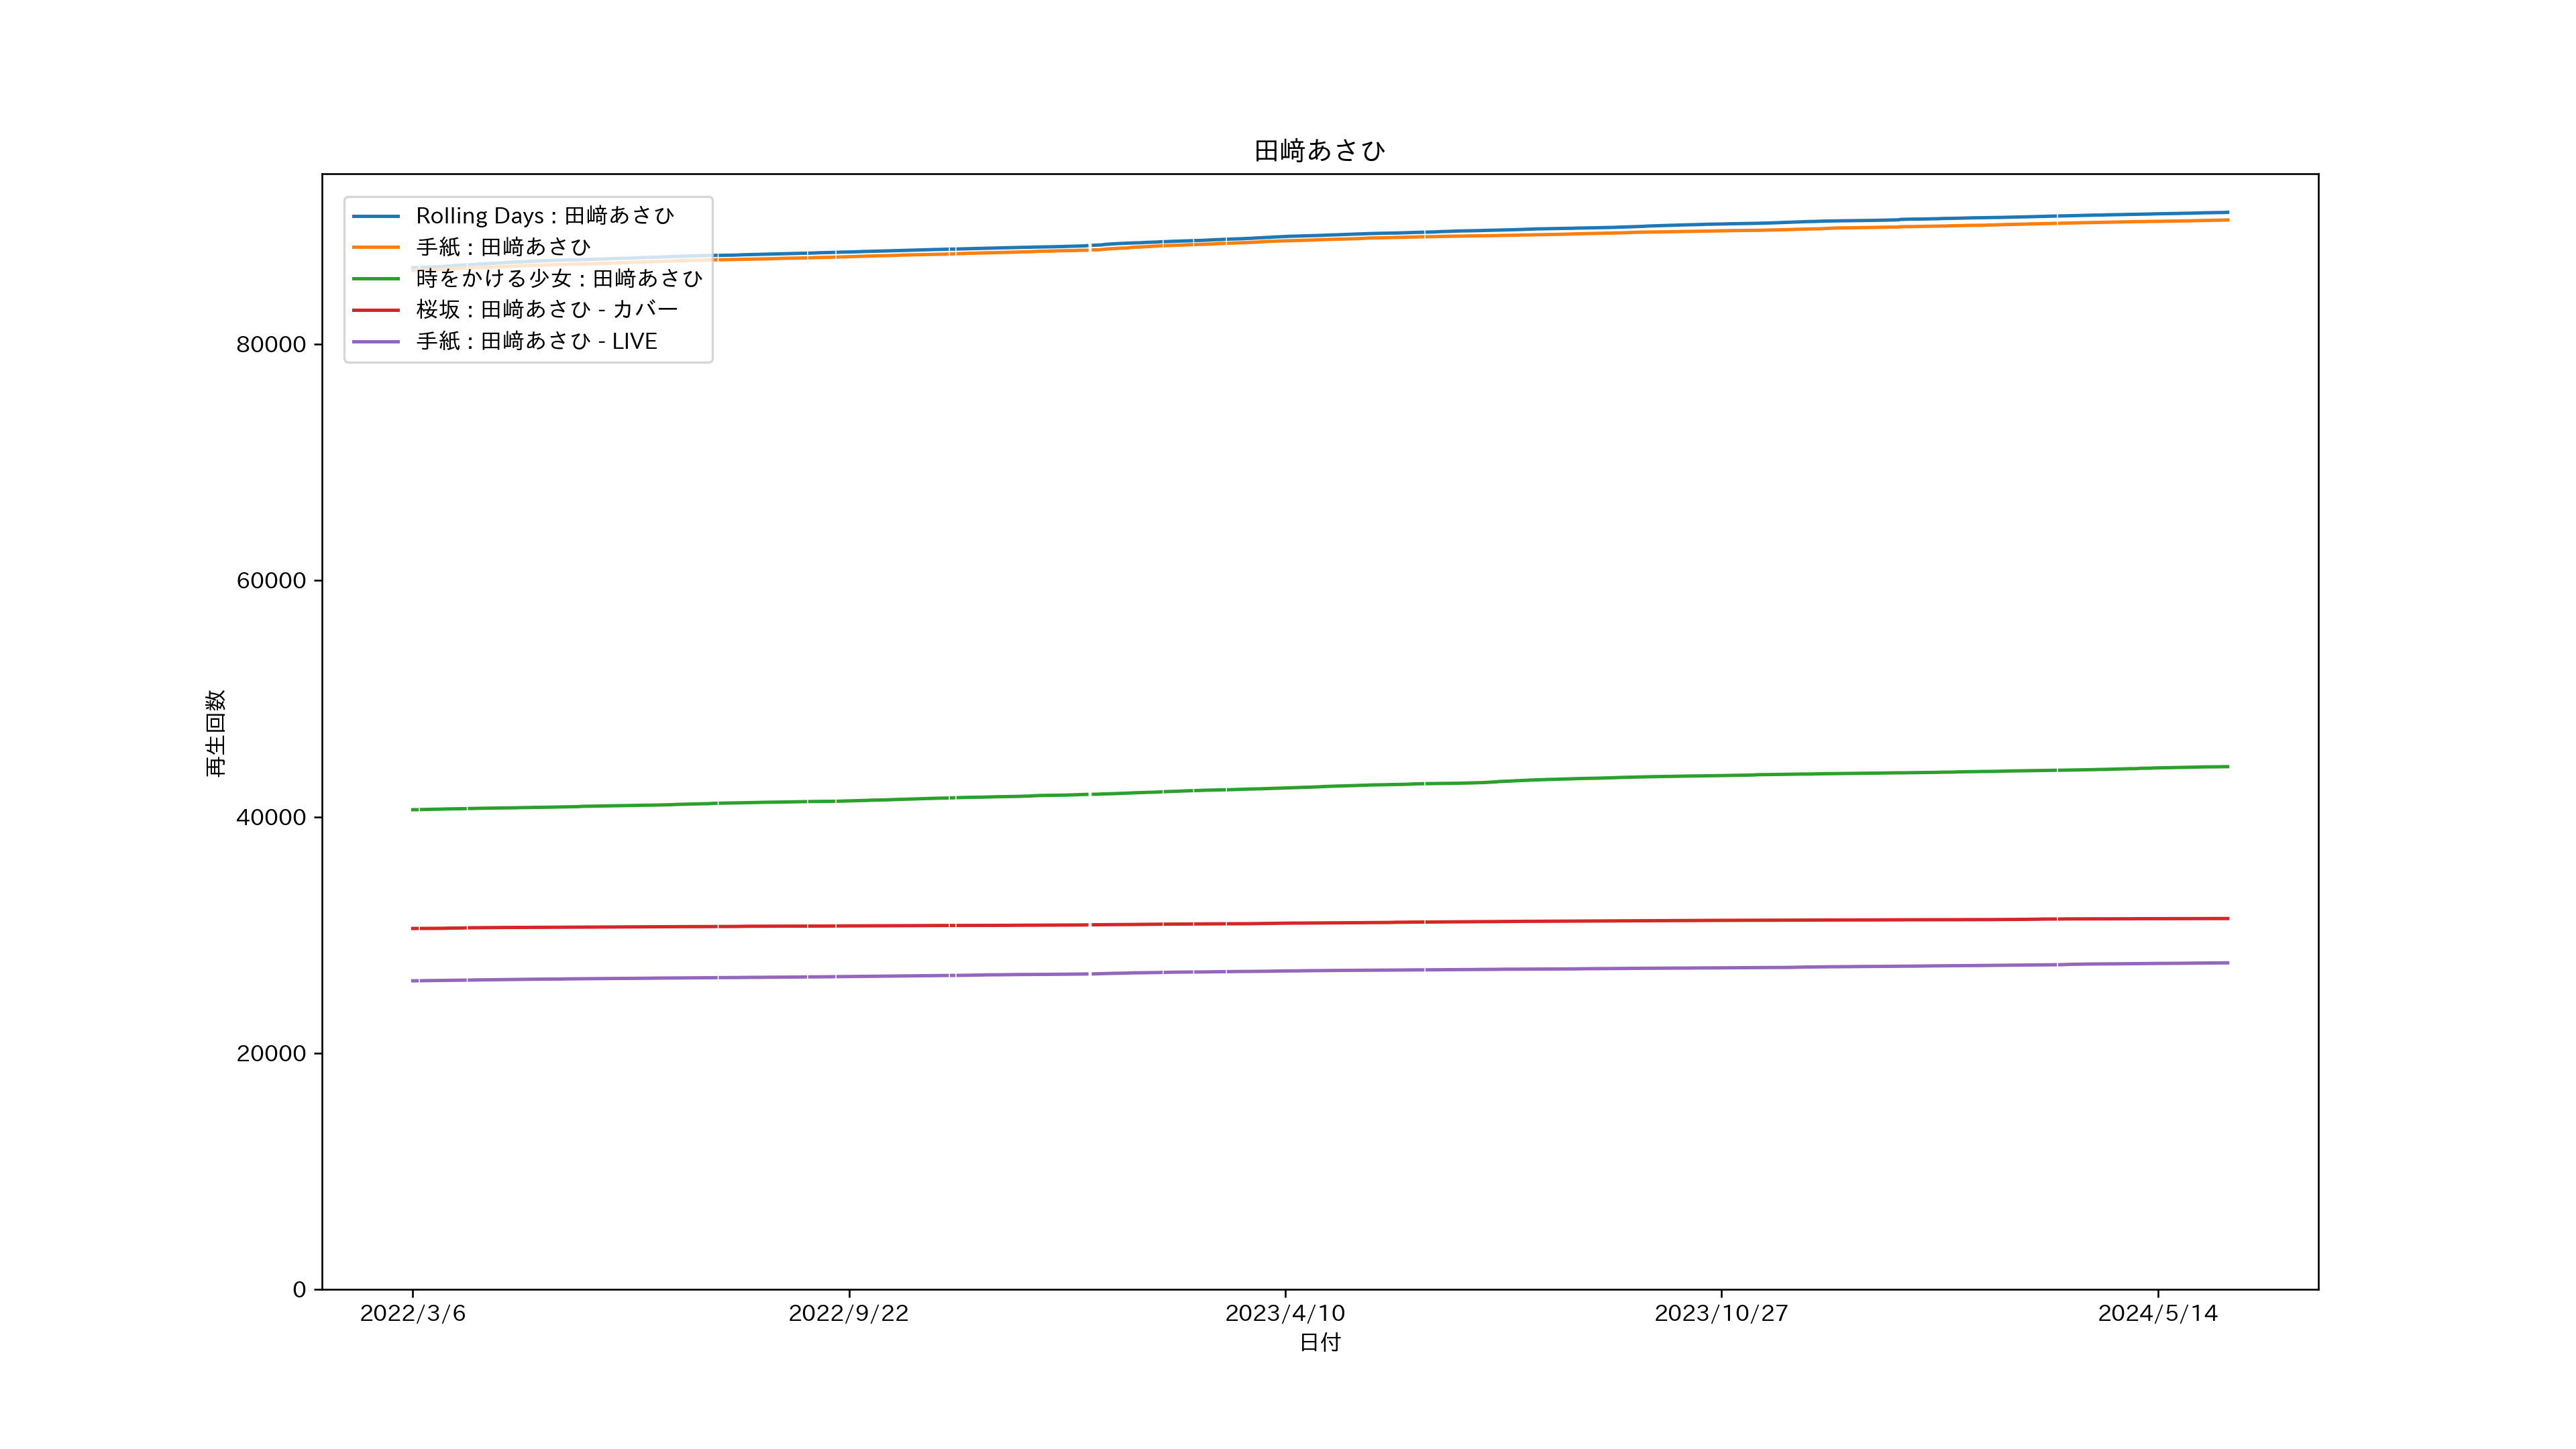 田﨑あさひ
Rolling Days : 田﨑あさひ
手紙 : 田﨑あさひ
時をかける少女 : 田﨑あさひ
桜坂 : 田﨑あさひ - カバー
手紙 : 田﨑あさひ - LIVE
80000
60000
40000
20000
0
再生回数
2022/3/6
2022/9/22
2023/4/10
2023/10/27
2024/5/14
日付